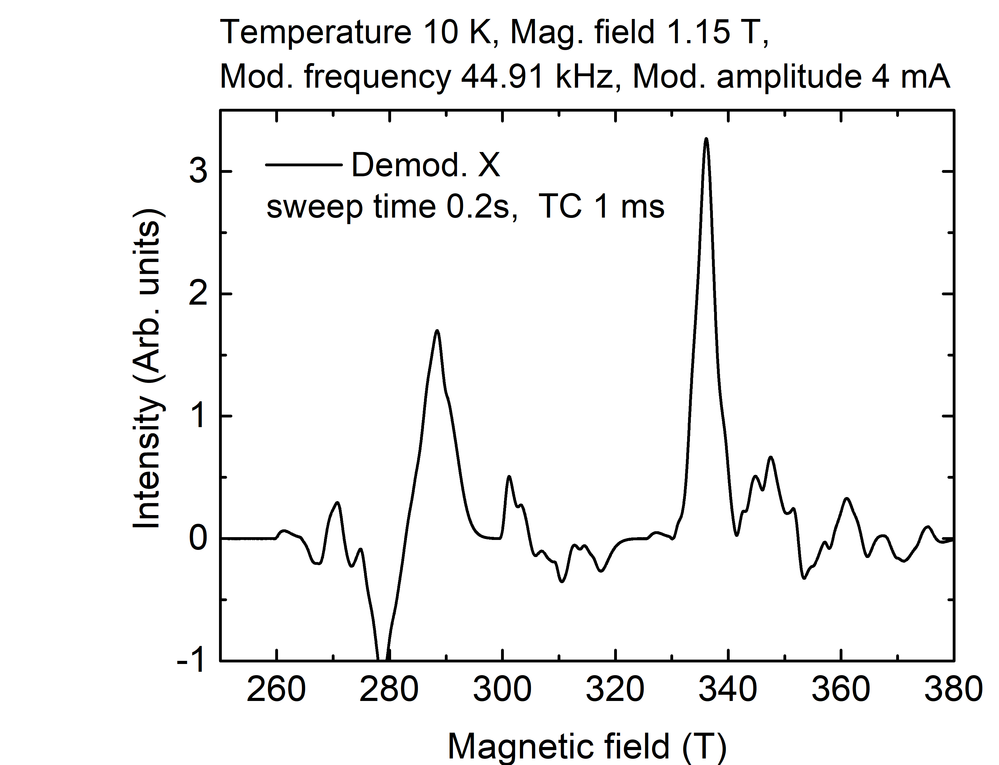 Temperature 10 K, Mag. field 1.15 T,
Mod. frequency 44.91 kHz, Mod. amplitude 4 mA
Demod. X
sweep time 0.2s, TC 1 ms
Intensity (Arb. units)
3
2
1
0
-1
260 280 300 320 340 360 380
Magnetic field (T)